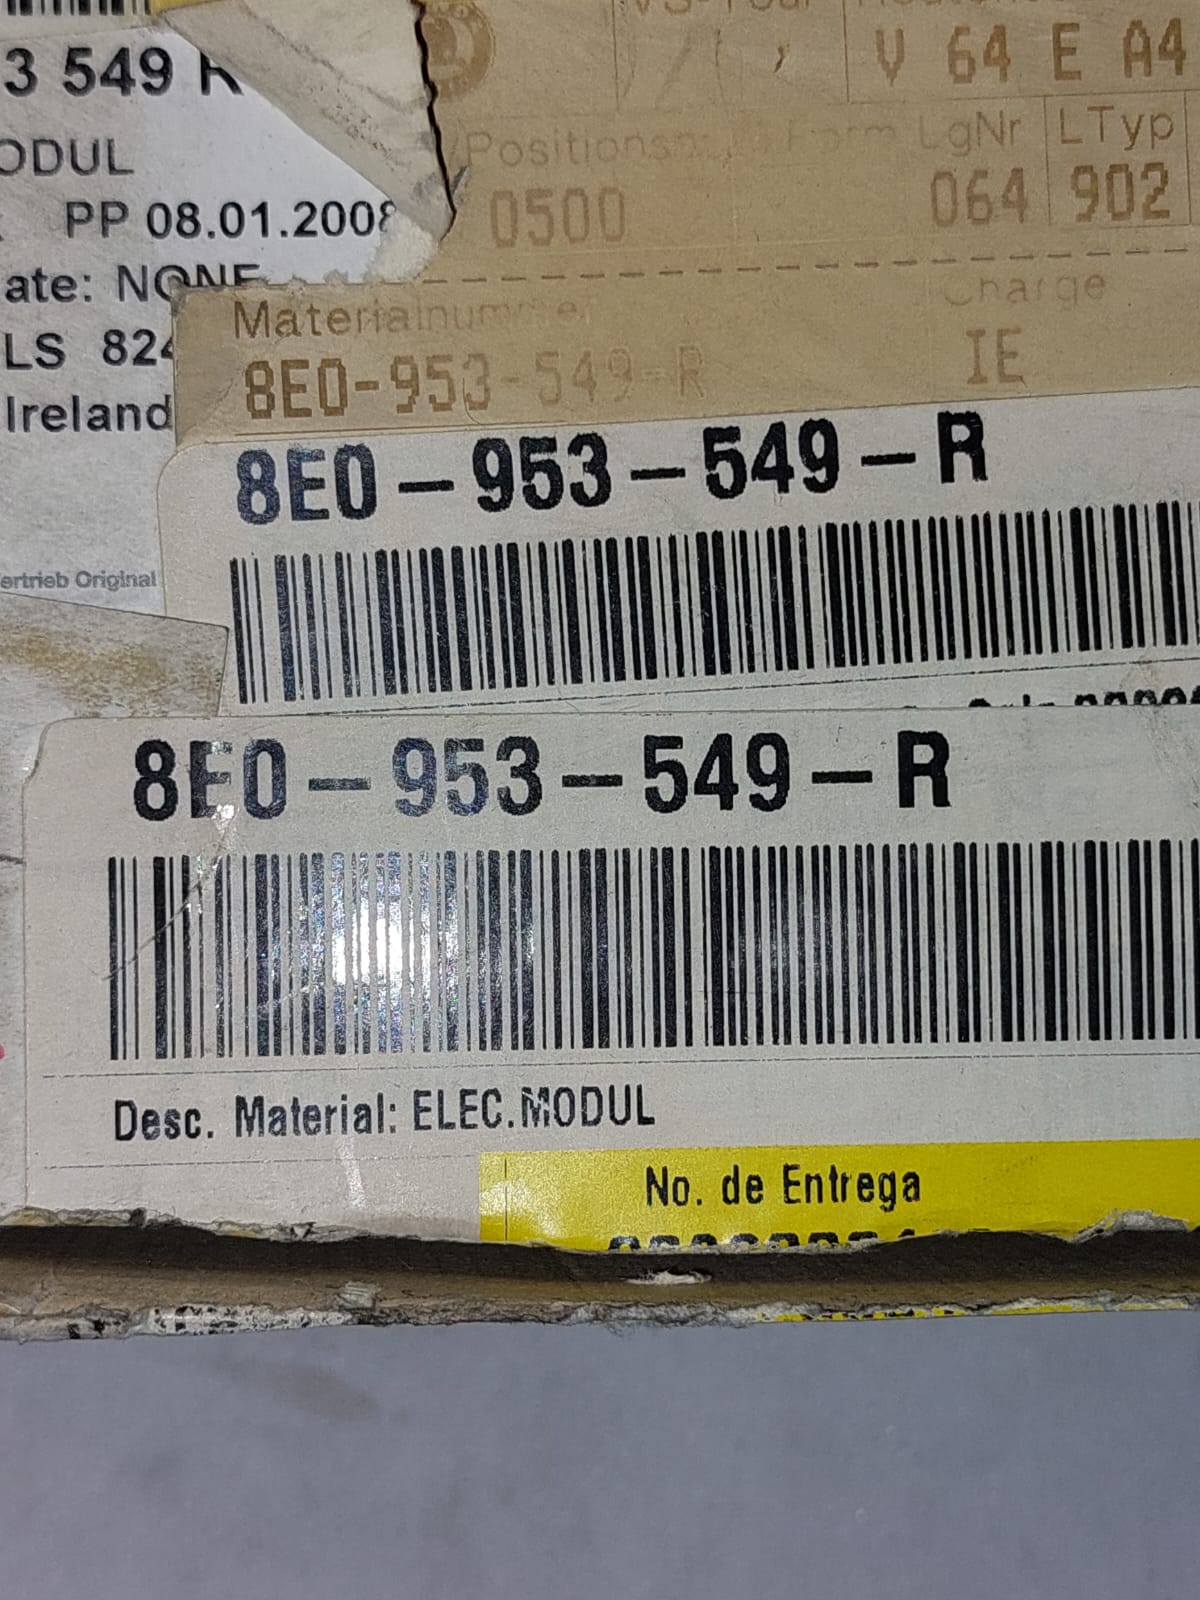 3 549 R
ODUL
PP 08.01.2008
ate: NONE
LS 824
Ireland
ertrieb Original
V 64 E A4
Positionsn Form LgNr LTyp
0500 064 902
Materialnummer Charge
8E0-953-549-R IE
8E0-953-549-R
8E0-953-549-R
Desc. Material: ELEC.MODUL
No. de Entrega